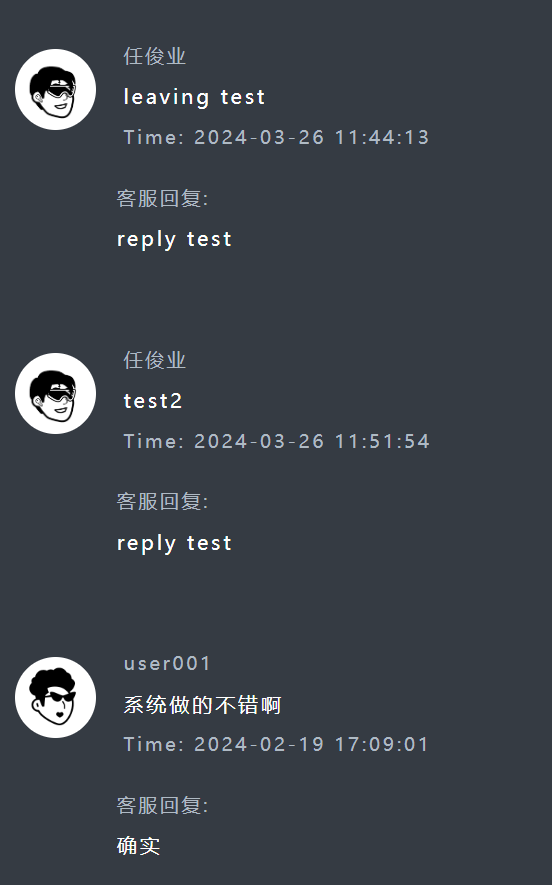 任俊业
leaving test
Time: 2024-03-26 11:44:13
客服回复:
reply test
任俊业
test2
Time: 2024-03-26 11:51:54
客服回复:
reply test
user001
系统做的不错啊
Time: 2024-02-19 17:09:01
客服回复:
确实